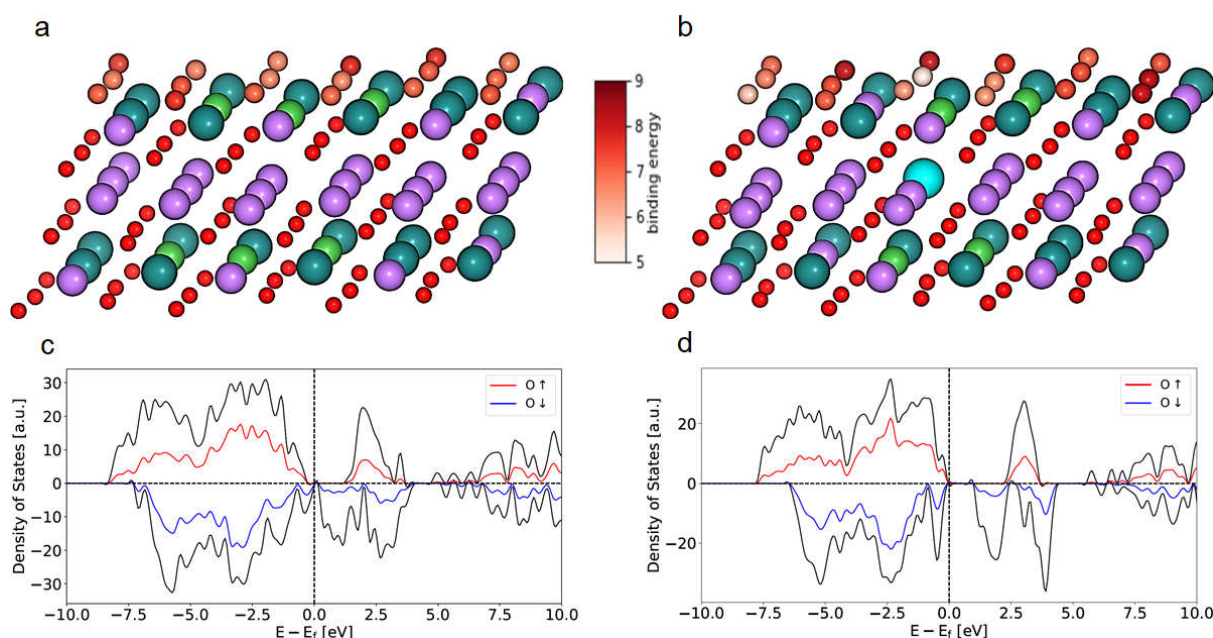 a
b
9
8
7
6
5
binding energy
c
d
30
20
10
0
−10
−20
−30
Density of States [a.u.]
O ↑
O ↓
−10.0 −7.5 −5.0 −2.5 0.0 2.5 5.0 7.5 10.0
E − Ef [eV]
20
0
−20
Density of States [a.u.]
O ↑
O ↓
−10.0 −7.5 −5.0 −2.5 0.0 2.5 5.0 7.5 10.0
E − Ef [eV]